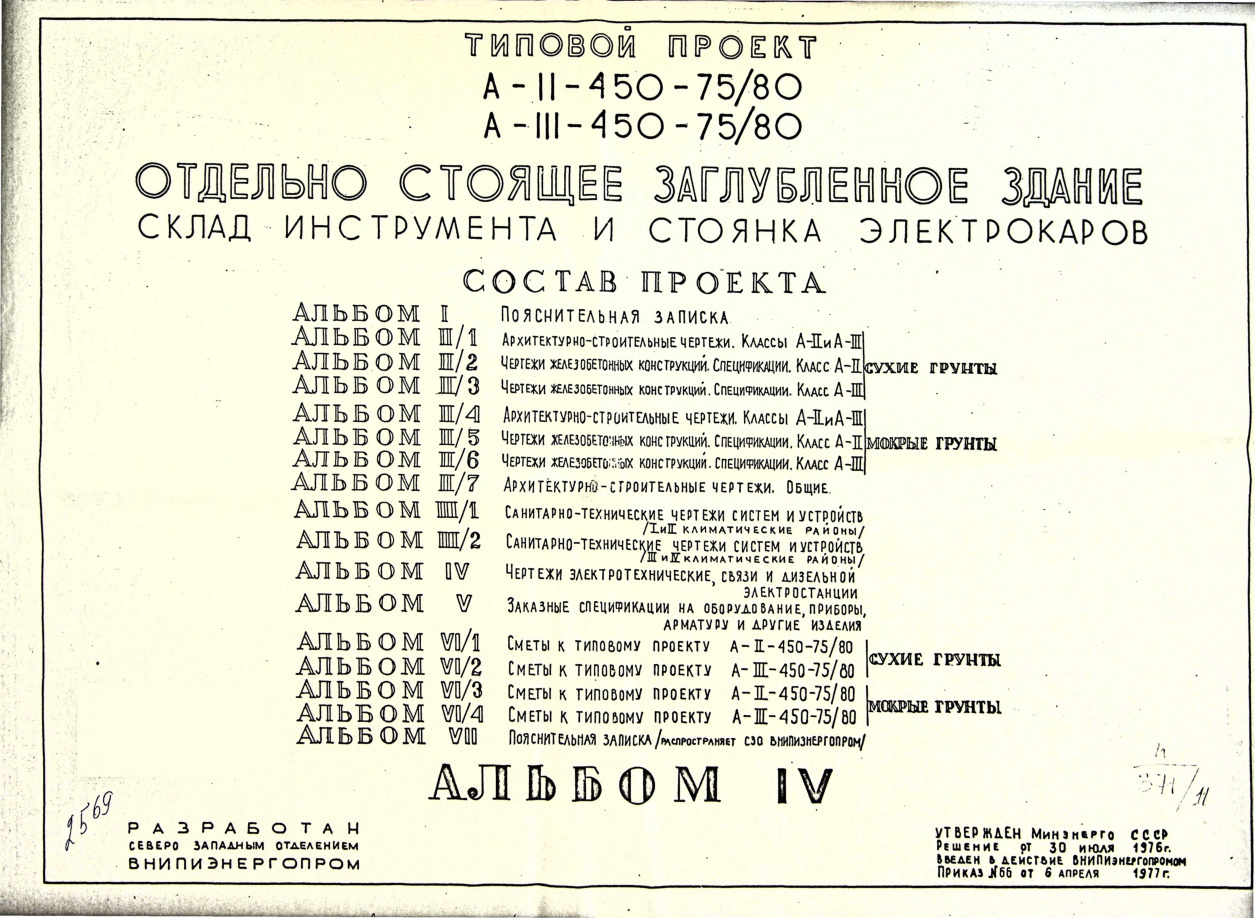 ТИПОВОЙ ПРОЕКТ
А-II-450-75/80
А-III-450-75/80
ОТДЕЛЬНО СТОЯЩЕЕ ЗАГЛУБЛЕННОЕ ЗДАНИЕ
СКЛАД ИНСТРУМЕНТА И СТОЯНКА ЭЛЕКТРОКАРОВ
СОСТАВ ПРОЕКТА
АЛЬБОМ I ПОЯСНИТЕЛЬНАЯ ЗАПИСКА
АЛЬБОМ II/1 АРХИТЕКТУРНО-СТРОИТЕЛЬНЫЕ ЧЕРТЕЖИ. КЛАССЫ А-II и А-III
АЛЬБОМ II/2 ЧЕРТЕЖИ ЖЕЛЕЗОБЕТОННЫХ КОНСТРУКЦИЙ. СПЕЦИФИКАЦИИ. КЛАСС А-II СУХИЕ ГРУНТЫ
АЛЬБОМ II/3 ЧЕРТЕЖИ ЖЕЛЕЗОБЕТОННЫХ КОНСТРУКЦИЙ. СПЕЦИФИКАЦИИ. КЛАСС А-III
АЛЬБОМ II/4 АРХИТЕКТУРНО-СТРОИТЕЛЬНЫЕ ЧЕРТЕЖИ. КЛАССЫ А-II и А-III
АЛЬБОМ II/5 ЧЕРТЕЖИ ЖЕЛЕЗОБЕТОННЫХ КОНСТРУКЦИЙ. СПЕЦИФИКАЦИИ. КЛАСС А-II МОКРЫЕ ГРУНТЫ
АЛЬБОМ II/6 ЧЕРТЕЖИ ЖЕЛЕЗОБЕТОННЫХ КОНСТРУКЦИЙ. СПЕЦИФИКАЦИИ. КЛАСС А-III
АЛЬБОМ II/7 АРХИТЕКТУРНО-СТРОИТЕЛЬНЫЕ ЧЕРТЕЖИ. ОБЩИЕ.
АЛЬБОМ III/1 САНИТАРНО-ТЕХНИЧЕСКИЕ ЧЕРТЕЖИ СИСТЕМ И УСТРОЙСТВ
/I и II КЛИМАТИЧЕСКИЕ РАЙОНЫ/
АЛЬБОМ III/2 САНИТАРНО-ТЕХНИЧЕСКИЕ ЧЕРТЕЖИ СИСТЕМ И УСТРОЙСТВ
/III и IV КЛИМАТИЧЕСКИЕ РАЙОНЫ/
АЛЬБОМ IV ЧЕРТЕЖИ ЭЛЕКТРОТЕХНИЧЕСКИЕ, СВЯЗИ И ДИЗЕЛЬНОЙ
ЭЛЕКТРОСТАНЦИИ
АЛЬБОМ V ЗАКАЗНЫЕ СПЕЦИФИКАЦИИ НА ОБОРУДОВАНИЕ, ПРИБОРЫ,
АРМАТУРУ И ДРУГИЕ ИЗДЕЛИЯ
АЛЬБОМ VI/1 СМЕТЫ К ТИПОВОМУ ПРОЕКТУ А-II-450-75/80
СУХИЕ ГРУНТЫ
АЛЬБОМ VI/2 СМЕТЫ К ТИПОВОМУ ПРОЕКТУ А-III-450-75/80
АЛЬБОМ VI/3 СМЕТЫ К ТИПОВОМУ ПРОЕКТУ А-II-450-75/80
МОКРЫЕ ГРУНТЫ
АЛЬБОМ VI/4 СМЕТЫ К ТИПОВОМУ ПРОЕКТУ А-III-450-75/80
АЛЬБОМ VII ПОЯСНИТЕЛЬНАЯ ЗАПИСКА /РАСПРОСТРАНЯЕТ СЗО ВНИПИЭНЕРГОПРОМ/
АЛЬБОМ IV
2569
РАЗРАБОТАН
СЕВЕРО ЗАПАДНЫМ ОТДЕЛЕНИЕМ
ВНИПИЭНЕРГОПРОМ
УТВЕРЖДЕН МИНЭНЕРГО СССР
РЕШЕНИЕ ОТ 30 ИЮЛЯ 1976г.
ВВЕДЕН В ДЕЙСТВИЕ ВНИПИЭНЕРГОПРОМОМ
ПРИКАЗ №66 ОТ 6 АПРЕЛЯ 1977г.